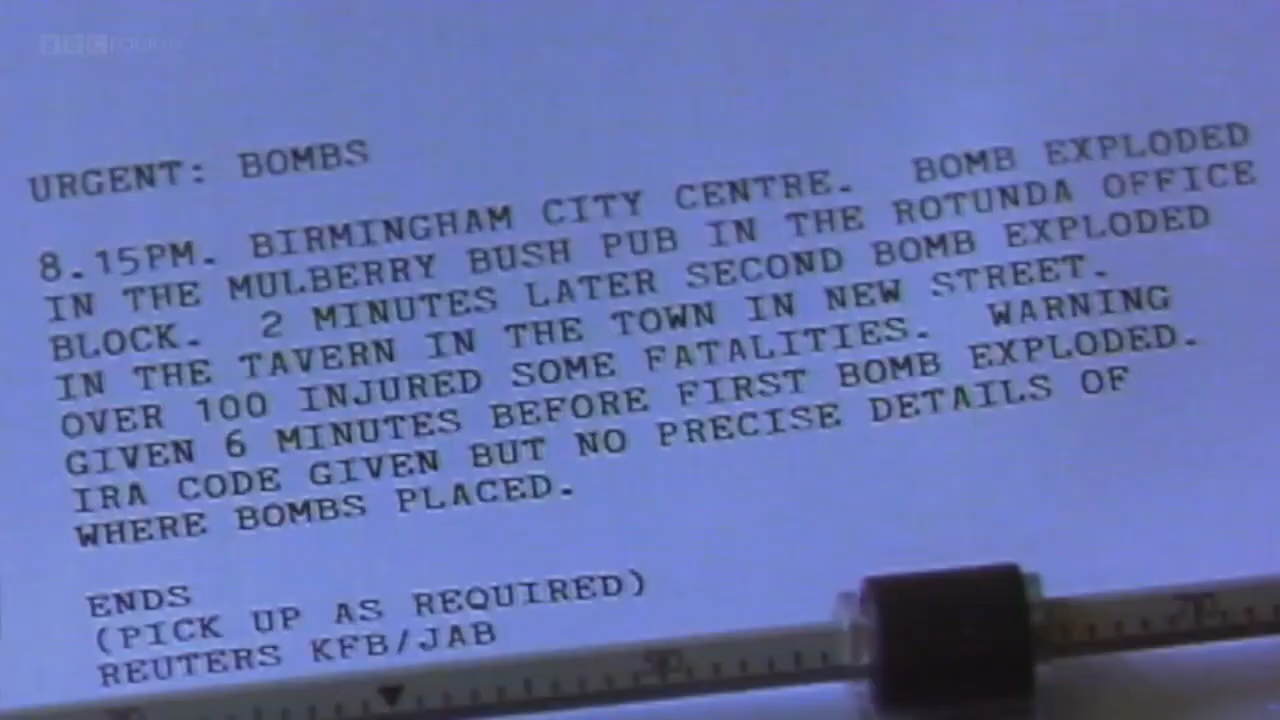 BBC FOUR
URGENT: BOMBS
8.15PM. BIRMINGHAM CITY CENTRE. BOMB EXPLODED
IN THE MULBERRY BUSH PUB IN THE ROTUNDA OFFICE
BLOCK. 2 MINUTES LATER SECOND BOMB EXPLODED
IN THE TAVERN IN THE TOWN IN NEW STREET.
OVER 100 INJURED SOME FATALITIES. WARNING
GIVEN 6 MINUTES BEFORE FIRST BOMB EXPLODED.
IRA CODE GIVEN BUT NO PRECISE DETAILS OF
WHERE BOMBS PLACED.
ENDS
(PICK UP AS REQUIRED)
REUTERS KFB/JAB